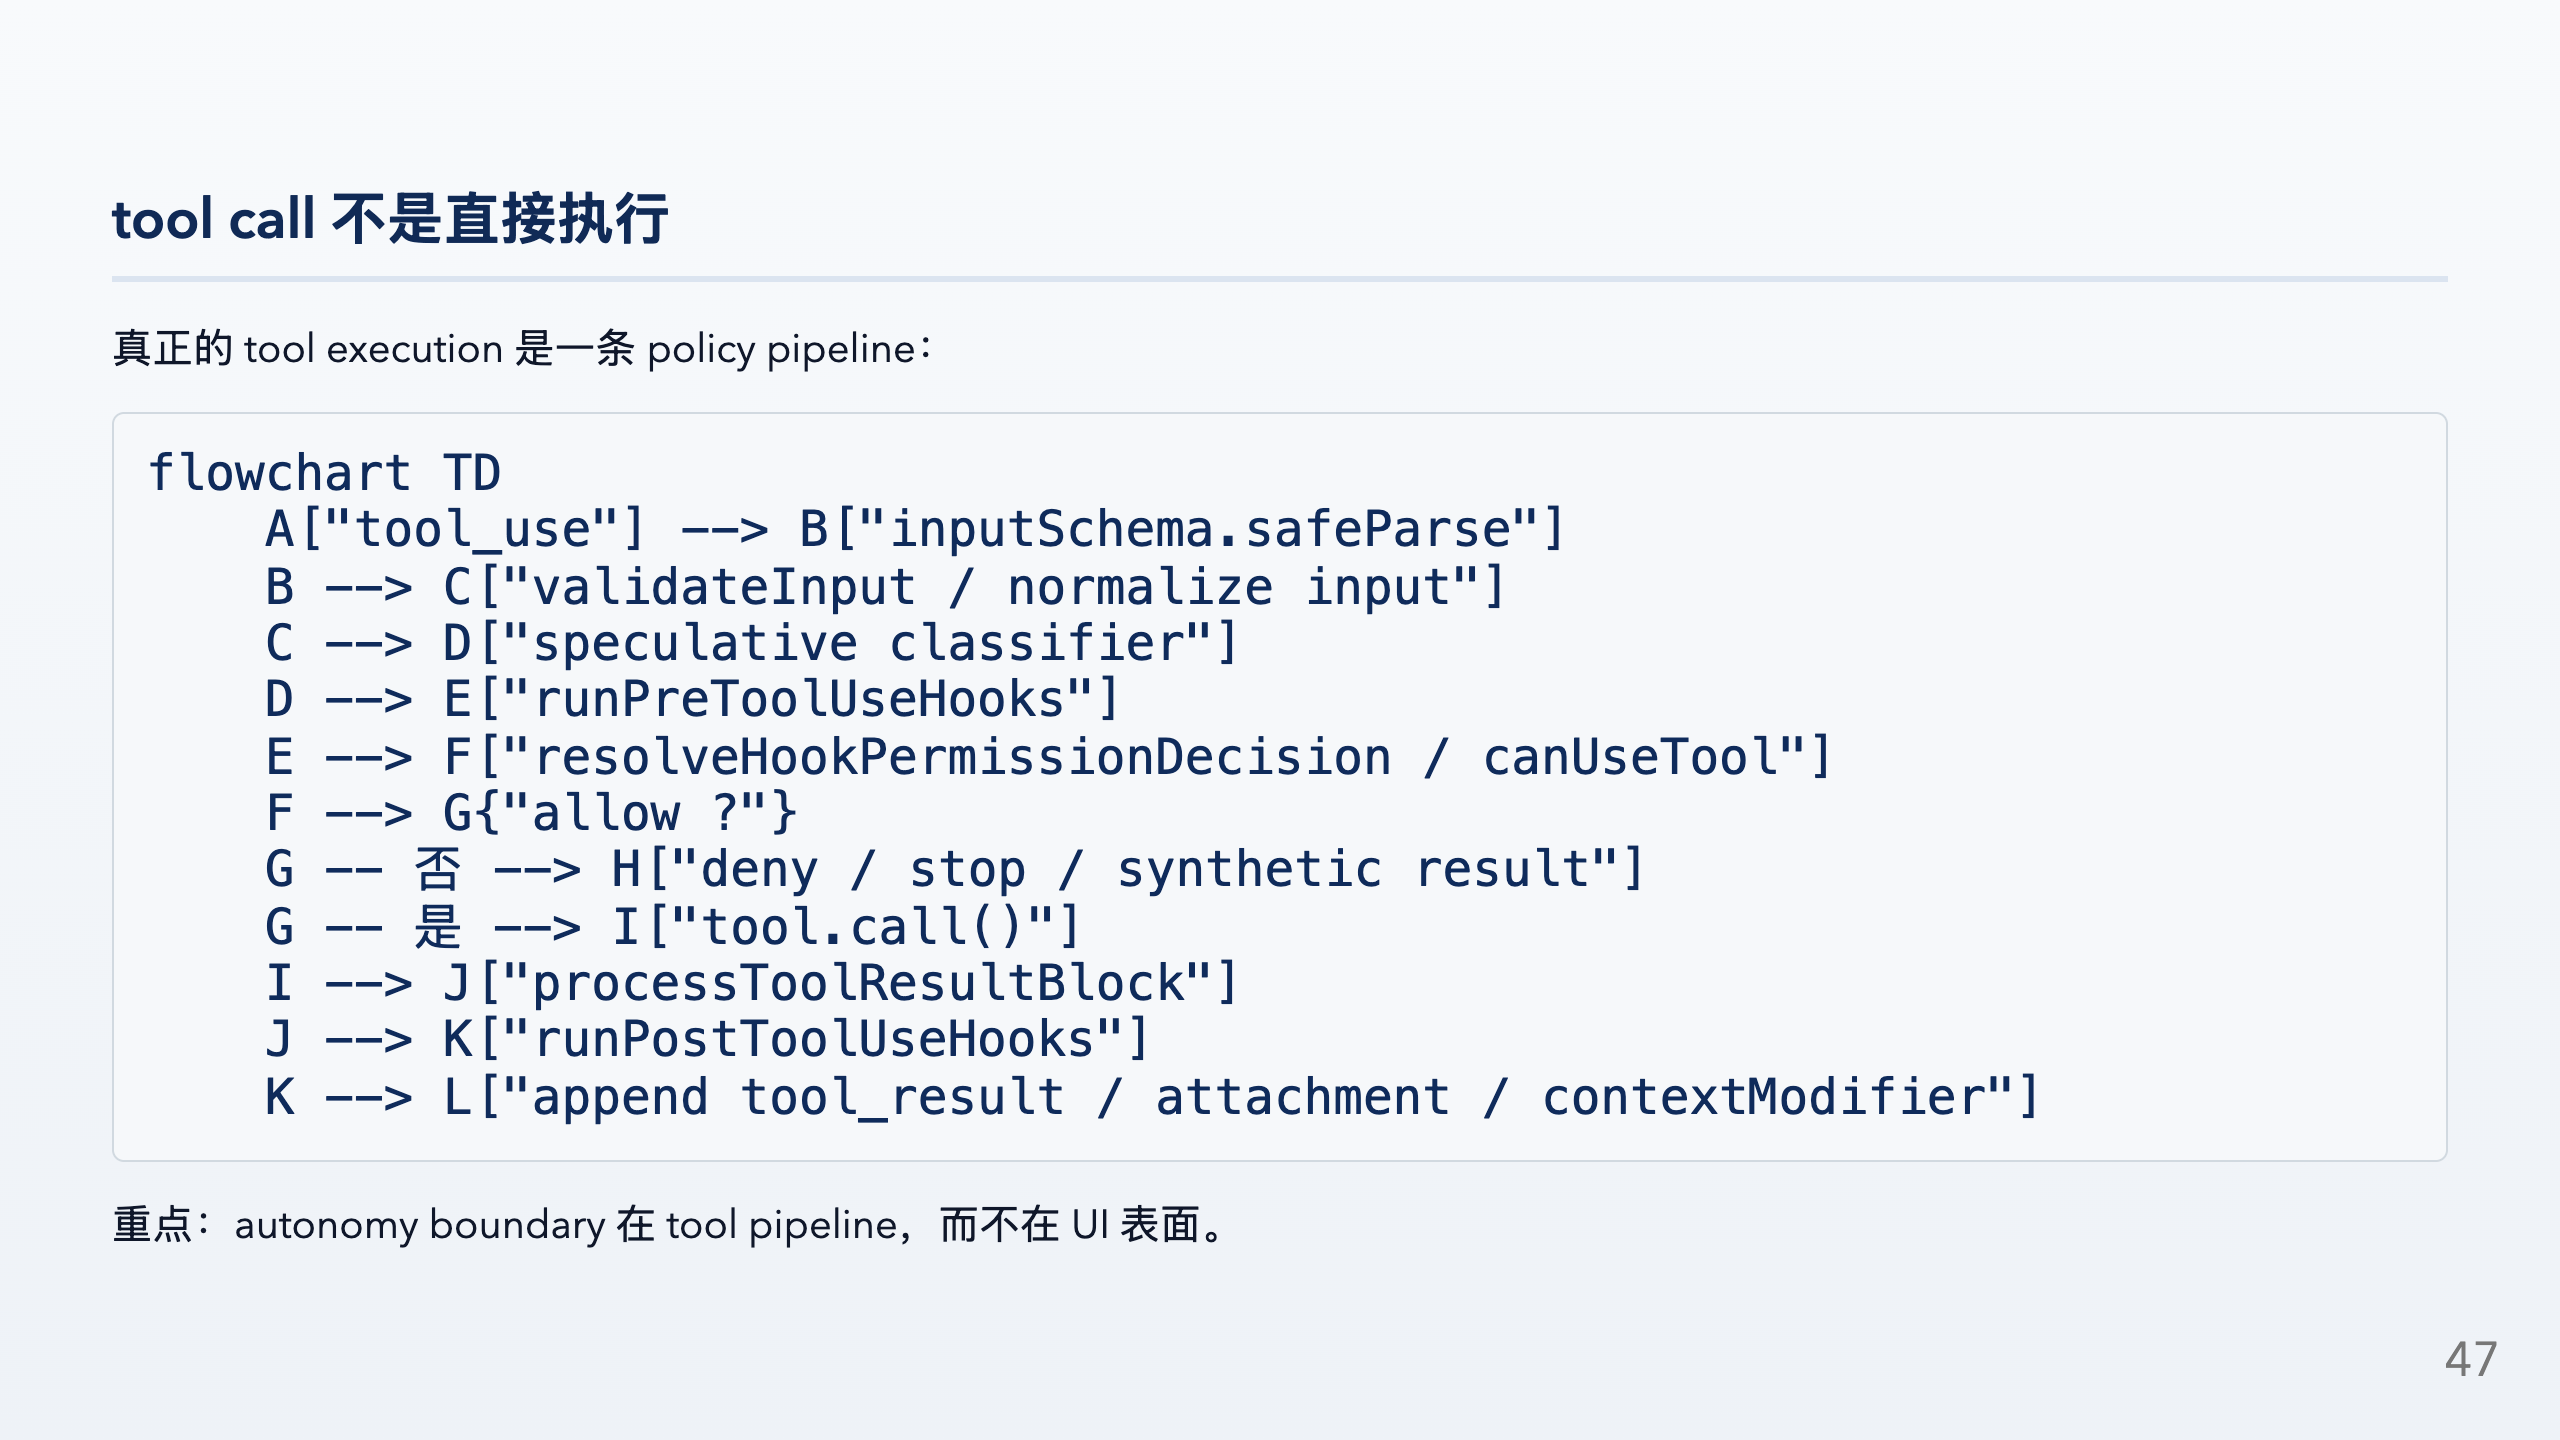 tool call 不是直接执行
真正的 tool execution 是一条 policy pipeline：
flowchart TD
    A["tool_use"] --> B["inputSchema.safeParse"]
    B --> C["validateInput / normalize input"]
    C --> D["speculative classifier"]
    D --> E["runPreToolUseHooks"]
    E --> F["resolveHookPermissionDecision / canUseTool"]
    F --> G{"allow ?"}
    G -- 否 --> H["deny / stop / synthetic result"]
    G -- 是 --> I["tool.call()"]
    I --> J["processToolResultBlock"]
    J --> K["runPostToolUseHooks"]
    K --> L["append tool_result / attachment / contextModifier"]
重点：autonomy boundary 在 tool pipeline，而不在 UI 表面。
47